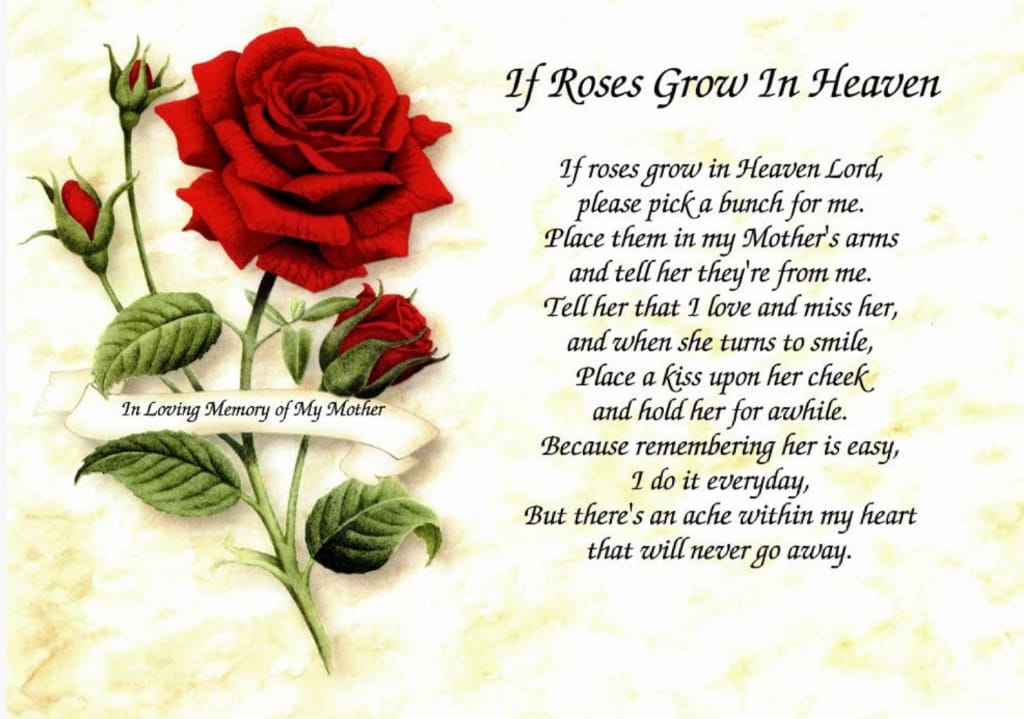 If Roses Grow In Heaven
If roses grow in Heaven Lord,
please pick a bunch for me.
Place them in my Mother's arms
and tell her they're from me.
Tell her that I love and miss her,
and when she turns to smile,
Place a kiss upon her cheek
and hold her for awhile.
Because remembering her is easy,
I do it everyday,
But there's an ache within my heart
that will never go away.
In Loving Memory of My Mother